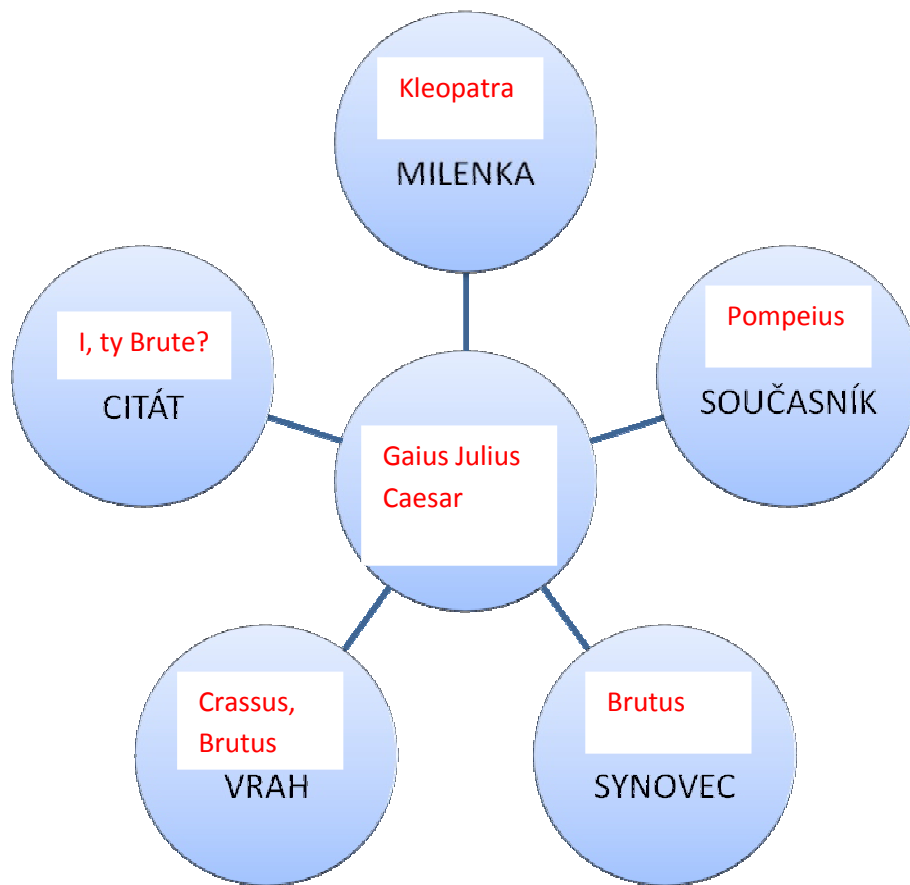 Kleopatra
MILENKA
I, ty Brute?
CITÁT
Pompeius
SOUČASNÍK
Gaius Julius
Caesar
Crassus,
Brutus
VRAH
Brutus
SYNOVEC